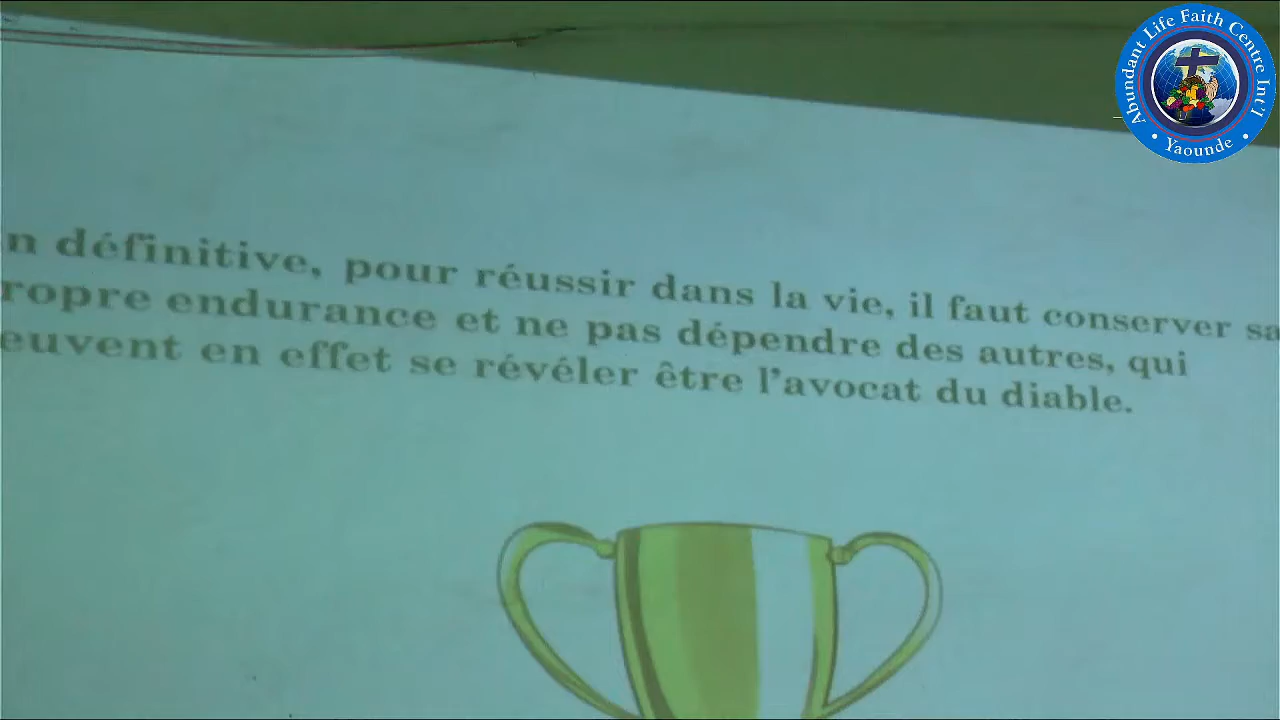 Abundant Life Faith Centre Int'l
• Yaounde •
n définitive, pour réussir dans la vie, il faut conserver sa
ropre endurance et ne pas dépendre des autres, qui
euvent en effet se révéler être l'avocat du diable.